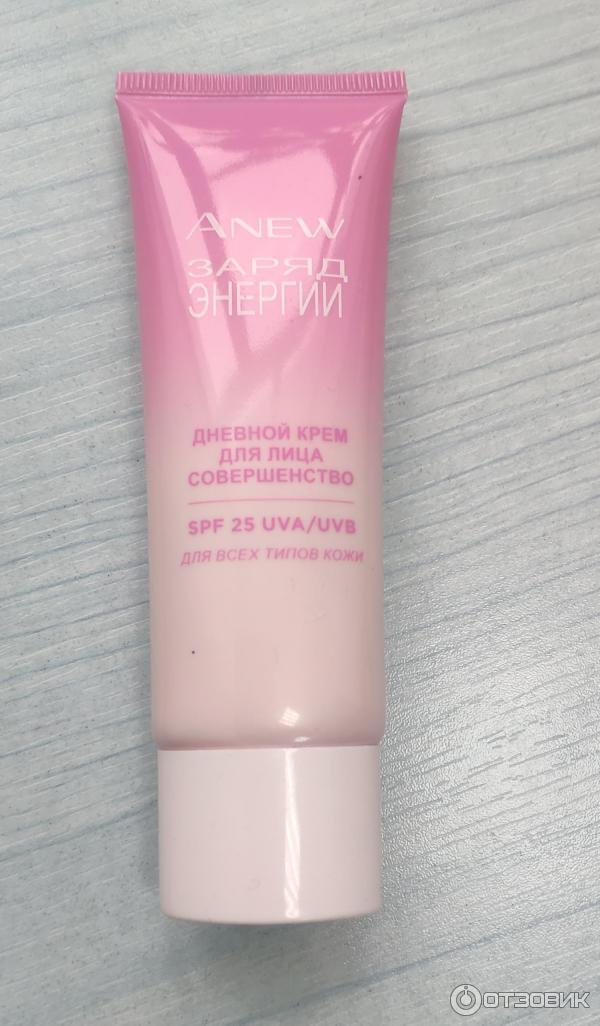 ANEW
ЗАРЯД
ЭНЕРГИИ
ДНЕВНОЙ КРЕМ
ДЛЯ ЛИЦА
СОВЕРШЕНСТВО
SPF 25 UVA/UVB
ДЛЯ ВСЕХ ТИПОВ КОЖИ
ОТЗОВИК